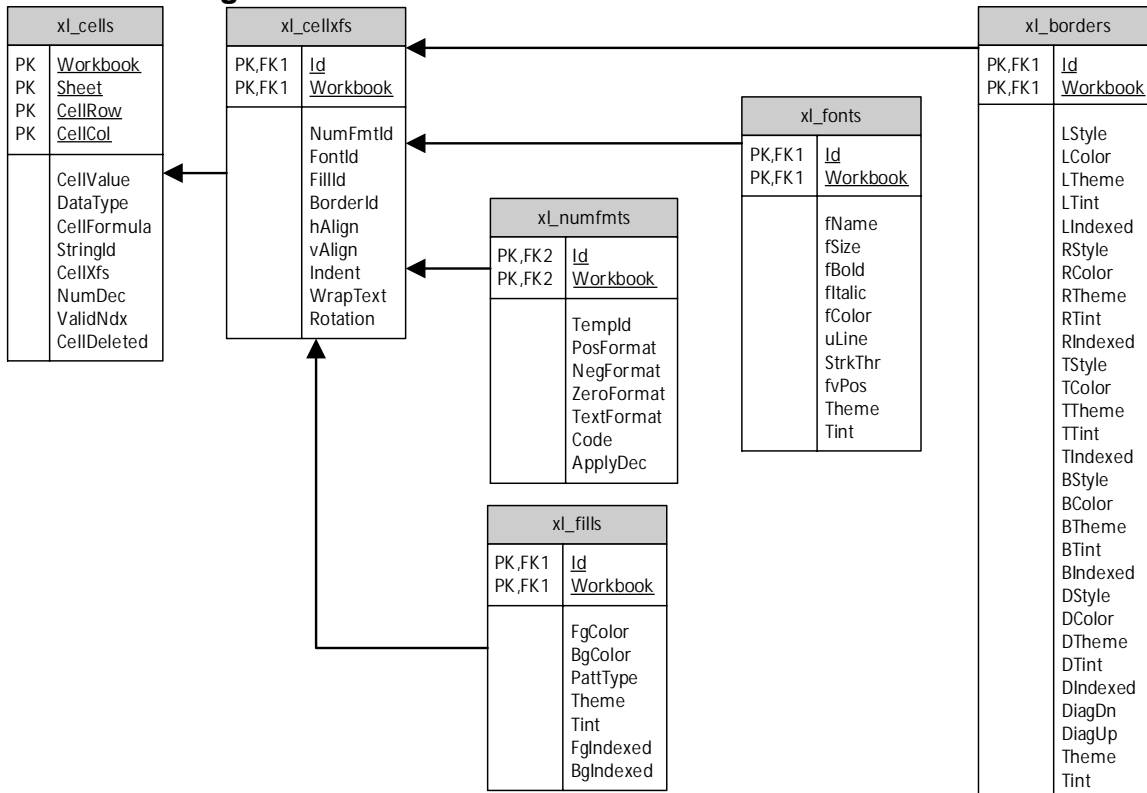 xl_cells
PK Workbook
PK Sheet
PK CellRow
PK CellCol
CellValue
DataType
CellFormula
StringId
CellXfs
NumDec
ValidNdx
CellDeleted
xl_cellxfs
PK,FK1 Id
PK,FK1 Workbook
NumFmtId
FontId
FillId
BorderId
hAlign
vAlign
Indent
WrapText
Rotation
xl_numfmts
PK,FK2 Id
PK,FK2 Workbook
TempId
PosFormat
NegFormat
ZeroFormat
TextFormat
Code
ApplyDec
xl_fills
PK,FK1 Id
PK,FK1 Workbook
FgColor
BgColor
PattType
Theme
Tint
FgIndexed
BgIndexed
xl_fonts
PK,FK1 Id
PK,FK1 Workbook
fName
fSize
fBold
fItalic
fColor
uLine
StrkThr
fvPos
Theme
Tint
xl_borders
PK,FK1 Id
PK,FK1 Workbook
LStyle
LColor
LTheme
LTint
LIndexed
RStyle
RColor
RTheme
RTint
RIndexed
TStyle
TColor
TTheme
TTint
TIndexed
BStyle
BColor
BTheme
BTint
BIndexed
DStyle
DColor
DTheme
DTint
DIndexed
DiagDn
DiagUp
Theme
Tint